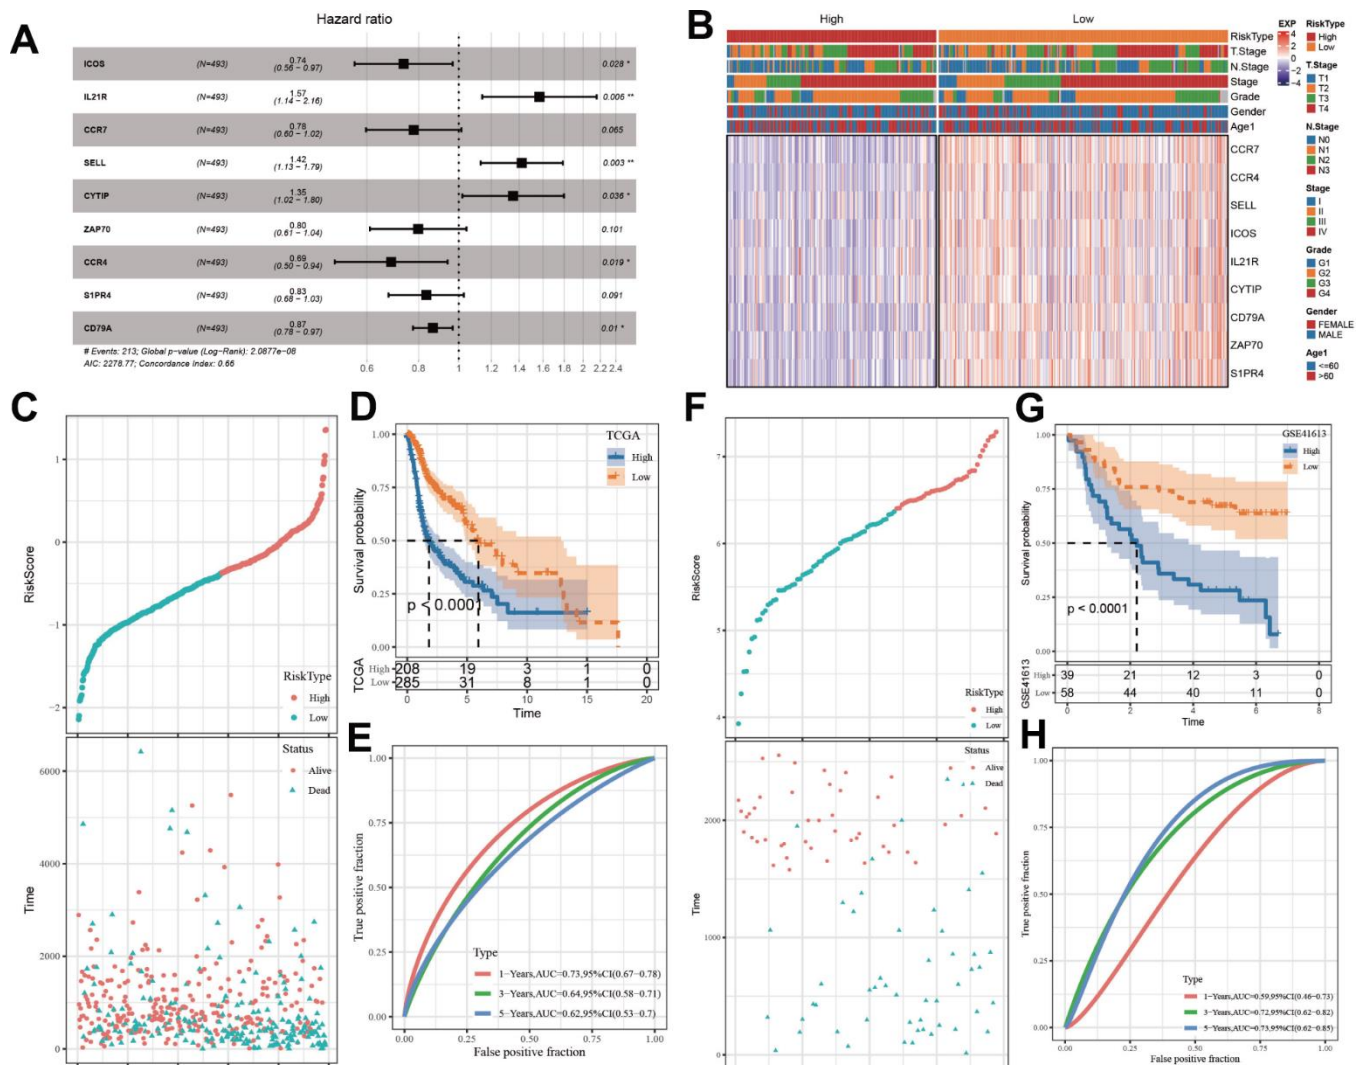 A
Hazard ratio
ICOS (N=493) 0.74 (0.56 − 0.97) 0.028 *
IL21R (N=493) 1.57 (1.14 − 2.16) 0.006 **
CCR7 (N=493) 0.78 (0.60 − 1.02) 0.065
SELL (N=493) 1.42 (1.13 − 1.79) 0.003 **
CYTIP (N=493) 1.35 (1.02 − 1.80) 0.036 *
ZAP70 (N=493) 0.80 (0.61 − 1.04) 0.101
CCR4 (N=493) 0.69 (0.50 − 0.94) 0.019 *
S1PR4 (N=493) 0.83 (0.68 − 1.03) 0.091
CD79A (N=493) 0.87 (0.78 − 0.97) 0.01 *
# Events: 213; Global p-value (Log-Rank): 2.0877e-08
AIC: 2278.77; Concordance Index: 0.66
0.6 0.8 1 1.2 1.4 1.6 1.8 2 2.2 2.4
B
High Low
RiskType
T.Stage
N.Stage
Stage
Grade
Gender
Age1
CCR7
CCR4
SELL
ICOS
IL21R
CYTIP
CD79A
ZAP70
S1PR4
EXP
4
2
0
−2
−4
RiskType
High
Low
T.Stage
T1
T2
T3
T4
N.Stage
N0
N1
N2
N3
Stage
I
II
III
IV
Grade
G1
G2
G3
G4
Gender
FEMALE
MALE
Age1
<=60
>60
C
RiskScore
1
0
−1
−2
RiskType
High
Low
Time
6000
4000
2000
0
Status
Alive
Dead
D
Survival probability
1.00
0.75
0.50
0.25
0.00
TCGA
High
Low
p < 0.0001
TCGA
High 208 19 3 1 0
Low 285 31 8 1 0
0 5 10 15 20
Time
E
True positive fraction
1.00
0.75
0.50
0.25
0.00
Type
1−Years,AUC=0.73,95%CI(0.67−0.78)
3−Years,AUC=0.64,95%CI(0.58−0.71)
5−Years,AUC=0.62,95%CI(0.53−0.7)
0.00 0.25 0.50 0.75 1.00
False positive fraction
F
RiskScore
7
6
5
4
RiskType
High
Low
Time
2000
1000
0
Status
Alive
Dead
G
Survival probability
1.00
0.75
0.50
0.25
0.00
GSE41613
High
Low
p < 0.0001
GSE41613
High 39 21 12 3 0
Low 58 44 40 11 0
0 2 4 6 8
Time
H
True positive fraction
1.00
0.75
0.50
0.25
0.00
Type
1−Years,AUC=0.59,95%CI(0.46−0.73)
3−Years,AUC=0.72,95%CI(0.62−0.82)
5−Years,AUC=0.73,95%CI(0.62−0.85)
0.00 0.25 0.50 0.75 1.00
False positive fraction